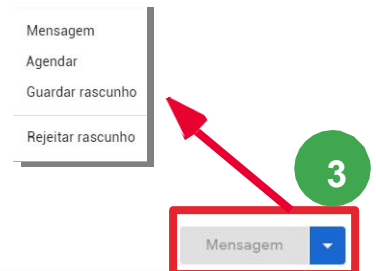 Mensagem
Agendar
Guardar rascunho
Rejeitar rascunho
3
Mensagem